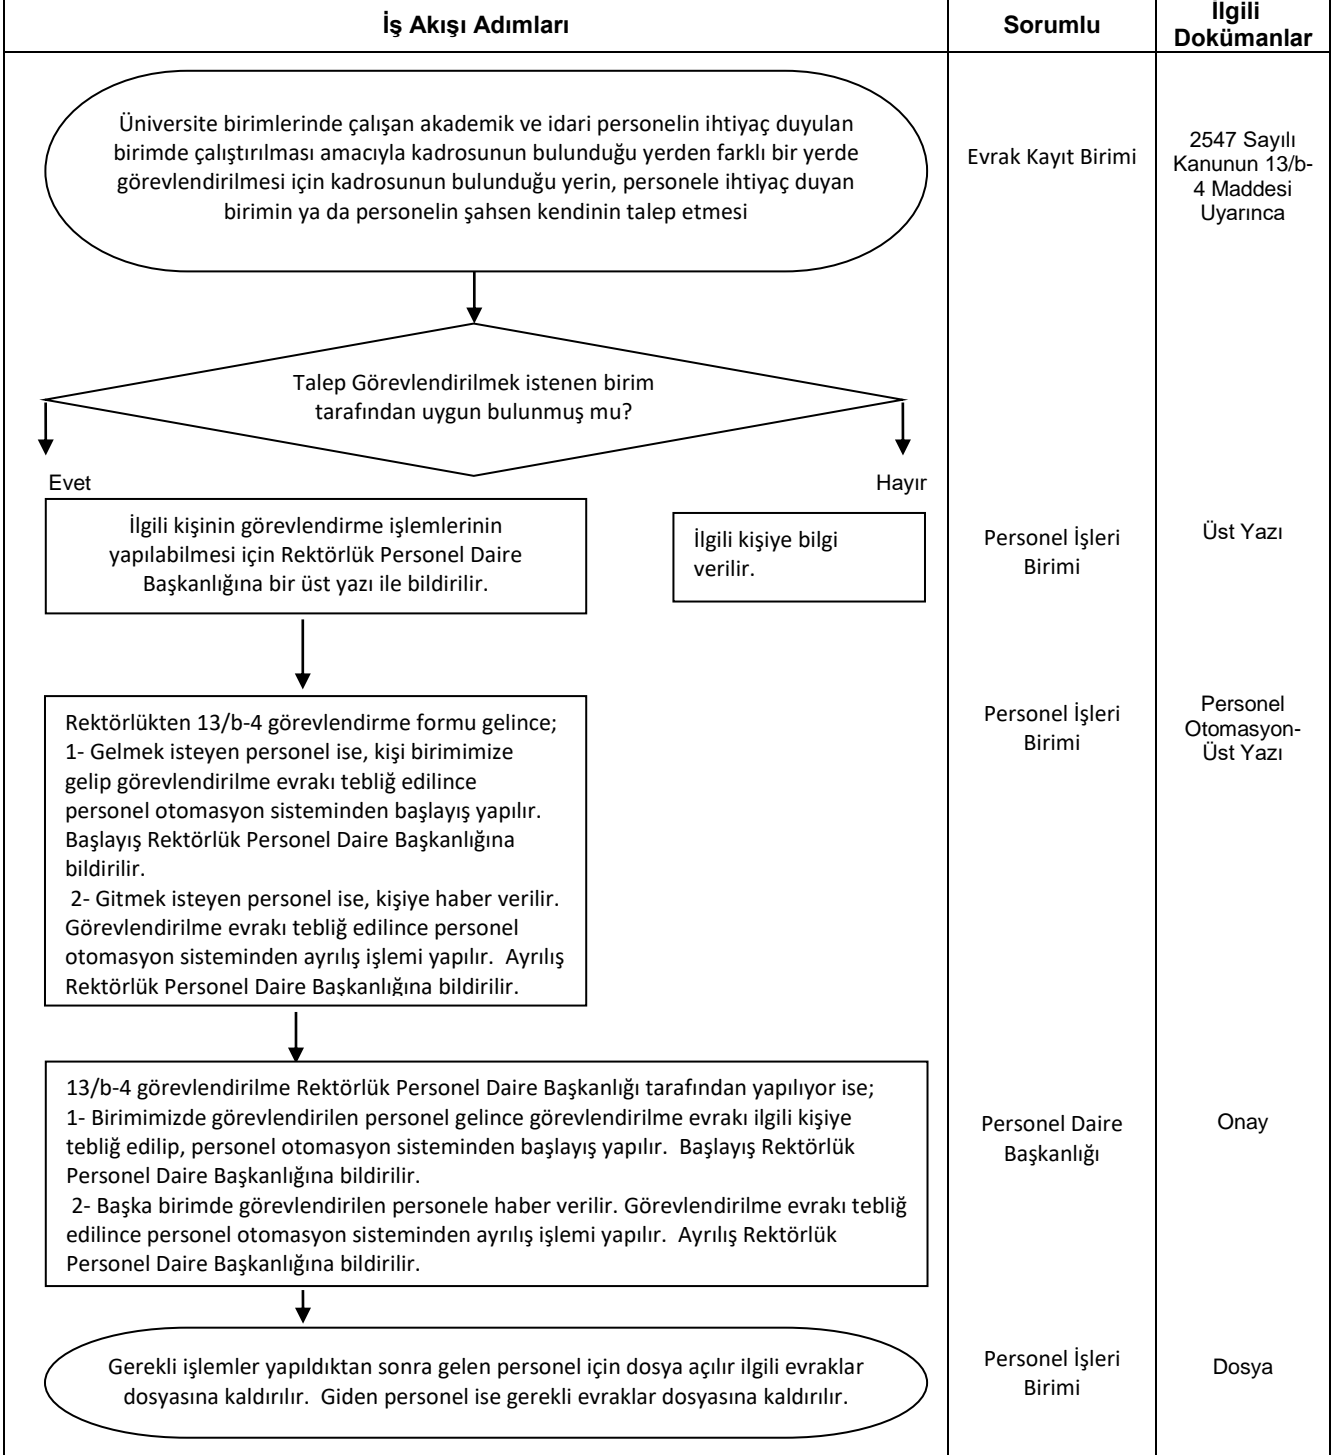 İş Akışı Adımları
Sorumlu
İlgili
Dokümanlar
Üniversite birimlerinde çalışan akademik ve idari personelin ihtiyaç duyulan
birimde çalıştırılması amacıyla kadrosunun bulunduğu yerden farklı bir yerde
görevlendirilmesi için kadrosunun bulunduğu yerin, personele ihtiyaç duyan
birimin ya da personelin şahsen kendinin talep etmesi
Evrak Kayıt Birimi
2547 Sayılı
Kanunun 13/b-
4 Maddesi
Uyarınca
Talep Görevlendirilmek istenen birim
tarafından uygun bulunmuş mu?
Evet
Hayır
İlgili kişinin görevlendirme işlemlerinin
yapılabilmesi için Rektörlük Personel Daire
Başkanlığına bir üst yazı ile bildirilir.
İlgili kişiye bilgi
verilir.
Personel İşleri
Birimi
Üst Yazı
Rektörlükten 13/b-4 görevlendirme formu gelince;
1- Gelmek isteyen personel ise, kişi birimimize
gelip görevlendirilme evrakı tebliğ edilince
personel otomasyon sisteminden başlayış yapılır.
Başlayış Rektörlük Personel Daire Başkanlığına
bildirilir.
2- Gitmek isteyen personel ise, kişiye haber verilir.
Görevlendirilme evrakı tebliğ edilince personel
otomasyon sisteminden ayrılış işlemi yapılır. Ayrılış
Rektörlük Personel Daire Başkanlığına bildirilir.
Personel İşleri
Birimi
Personel
Otomasyon-
Üst Yazı
13/b-4 görevlendirilme Rektörlük Personel Daire Başkanlığı tarafından yapılıyor ise;
1- Birimimizde görevlendirilen personel gelince görevlendirilme evrakı ilgili kişiye
tebliğ edilip, personel otomasyon sisteminden başlayış yapılır. Başlayış Rektörlük
Personel Daire Başkanlığına bildirilir.
2- Başka birimde görevlendirilen personele haber verilir. Görevlendirilme evrakı tebliğ
edilince personel otomasyon sisteminden ayrılış işlemi yapılır. Ayrılış Rektörlük
Personel Daire Başkanlığına bildirilir.
Personel Daire
Başkanlığı
Onay
Gerekli işlemler yapıldıktan sonra gelen personel için dosya açılır ilgili evraklar
dosyasına kaldırılır. Giden personel ise gerekli evraklar dosyasına kaldırılır.
Personel İşleri
Birimi
Dosya